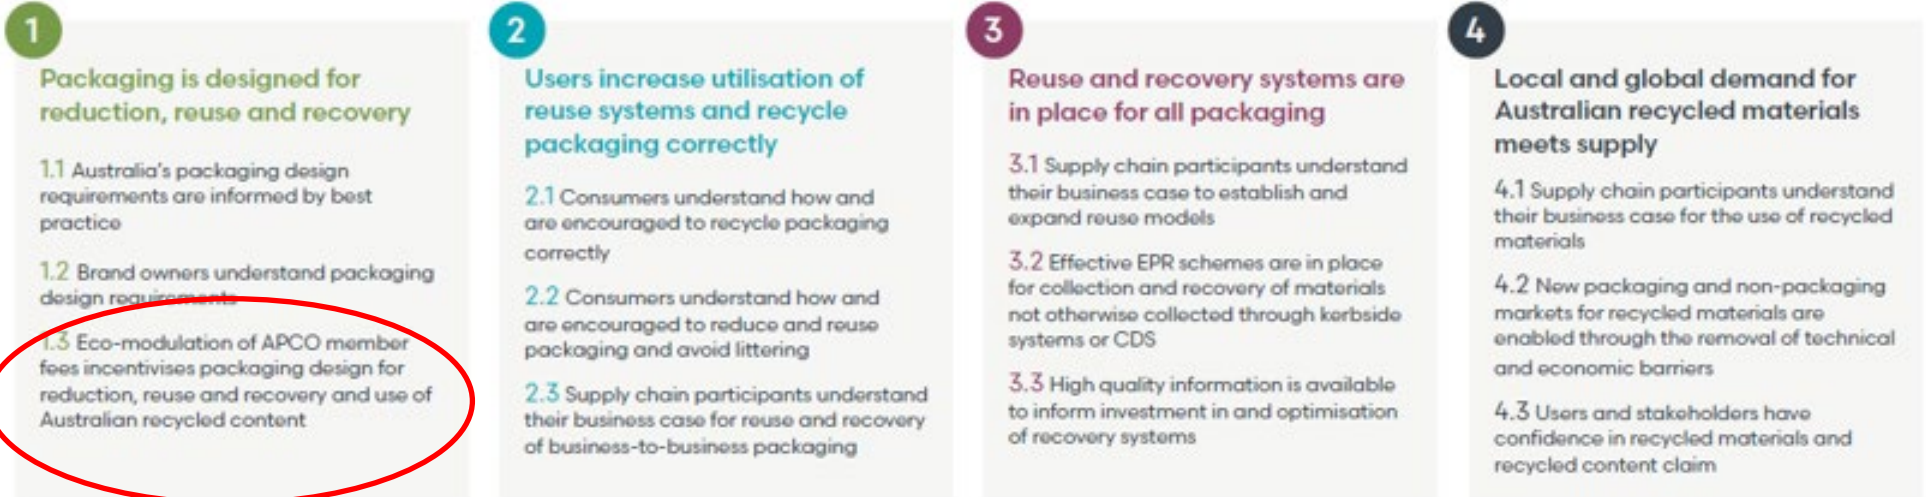 1
Packaging is designed for
reduction, reuse and recovery
1.1 Australia's packaging design
requirements are informed by best
practice
1.2 Brand owners understand packaging
design requirements
1.3 Eco-modulation of APCO member
fees incentivises packaging design for
reduction, reuse and recovery and use of
Australian recycled content
2
Users increase utilisation of
reuse systems and recycle
packaging correctly
2.1 Consumers understand how and
are encouraged to recycle packaging
correctly
2.2 Consumers understand how and
are encouraged to reduce and reuse
packaging and avoid littering
2.3 Supply chain participants understand
their business case for reuse and recovery
of business-to-business packaging
3
Reuse and recovery systems are
in place for all packaging
3.1 Supply chain participants understand
their business case to establish and
expand reuse models
3.2 Effective EPR schemes are in place
for collection and recovery of materials
not otherwise collected through kerbside
systems or CDS
3.3 High quality information is available
to inform investment in and optimisation
of recovery systems
4
Local and global demand for
Australian recycled materials
meets supply
4.1 Supply chain participants understand
their business case for the use of recycled
materials
4.2 New packaging and non-packaging
markets for recycled materials are
enabled through the removal of technical
and economic barriers
4.3 Users and stakeholders have
confidence in recycled materials and
recycled content claim